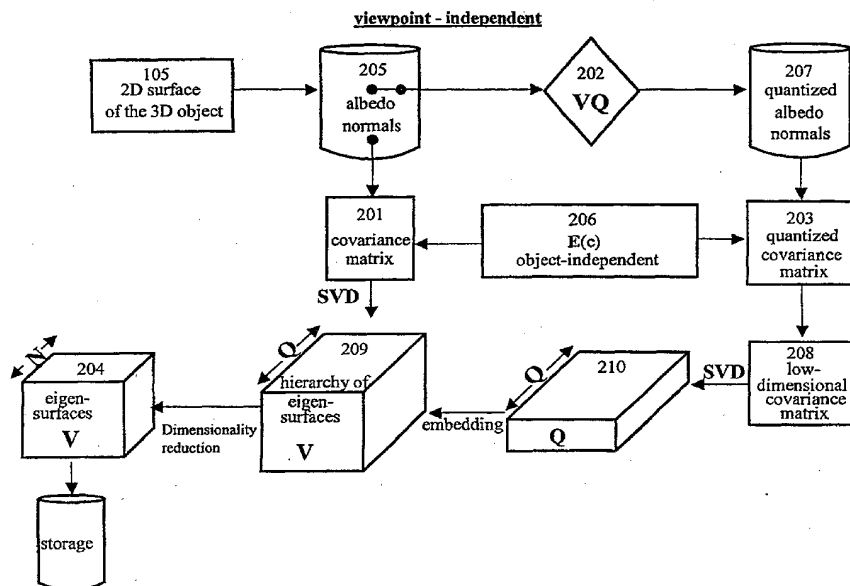 viewpoint - independent
105
2D surface
of the 3D object
205
albedo
normals
202
VQ
207
quantized
albedo
normals
201
covariance
matrix
206
E(c)
object-independent
203
quantized
covariance
matrix
SVD
N
204
eigen-
surfaces
V
Dimensionality
reduction
Q
209
hierarchy of
eigen-
surfaces
V
embedding
Q
210
Q
SVD
208
low-
dimensional
covariance
matrix
storage